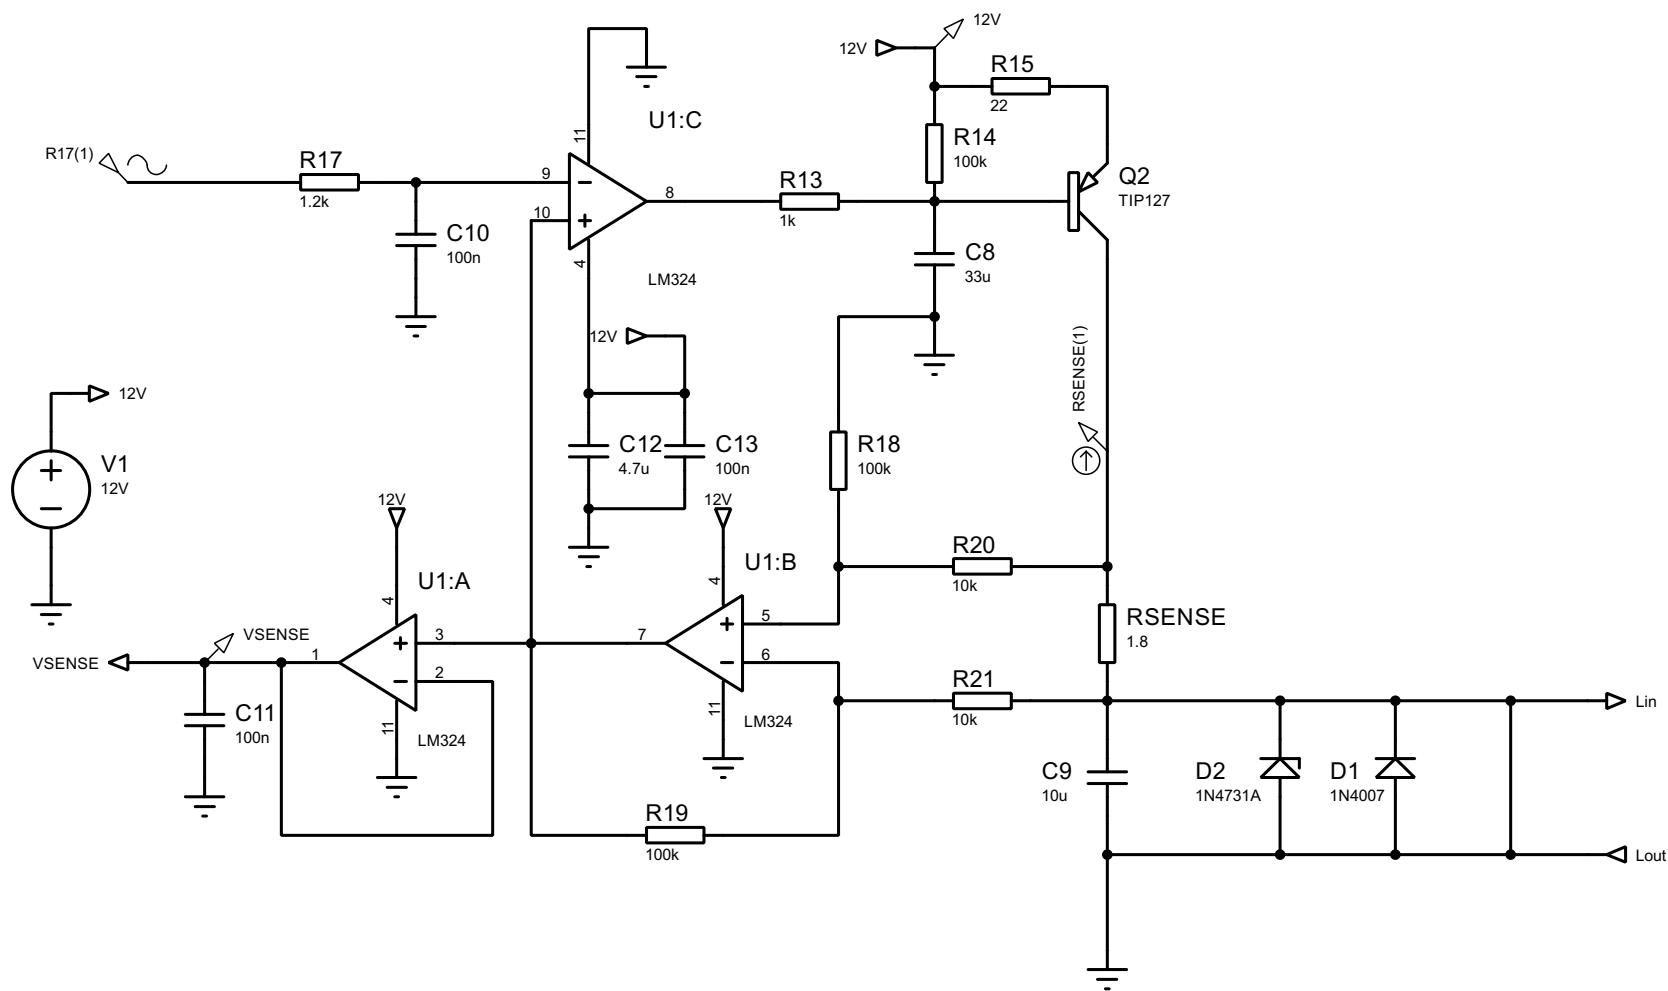 12V
12V
R15
22
U1:C
11
R14
100k
R17(1)
R17
1.2k
9
10
8
4
R13
1k
Q2
TIP127
C10
100n
LM324
C8
33u
12V
RSENSE(1)
12V
V1
12V
C12
4.7u
C13
100n
R18
100k
12V
12V
U1:A
4
U1:B
4
R20
10k
5
7
6
RSENSE
1.8
VSENSE
VSENSE
1
3
2
11
LM324
C11
100n
11
LM324
R21
10k
Lin
C9
10u
D2
1N4731A
D1
1N4007
R19
100k
Lout